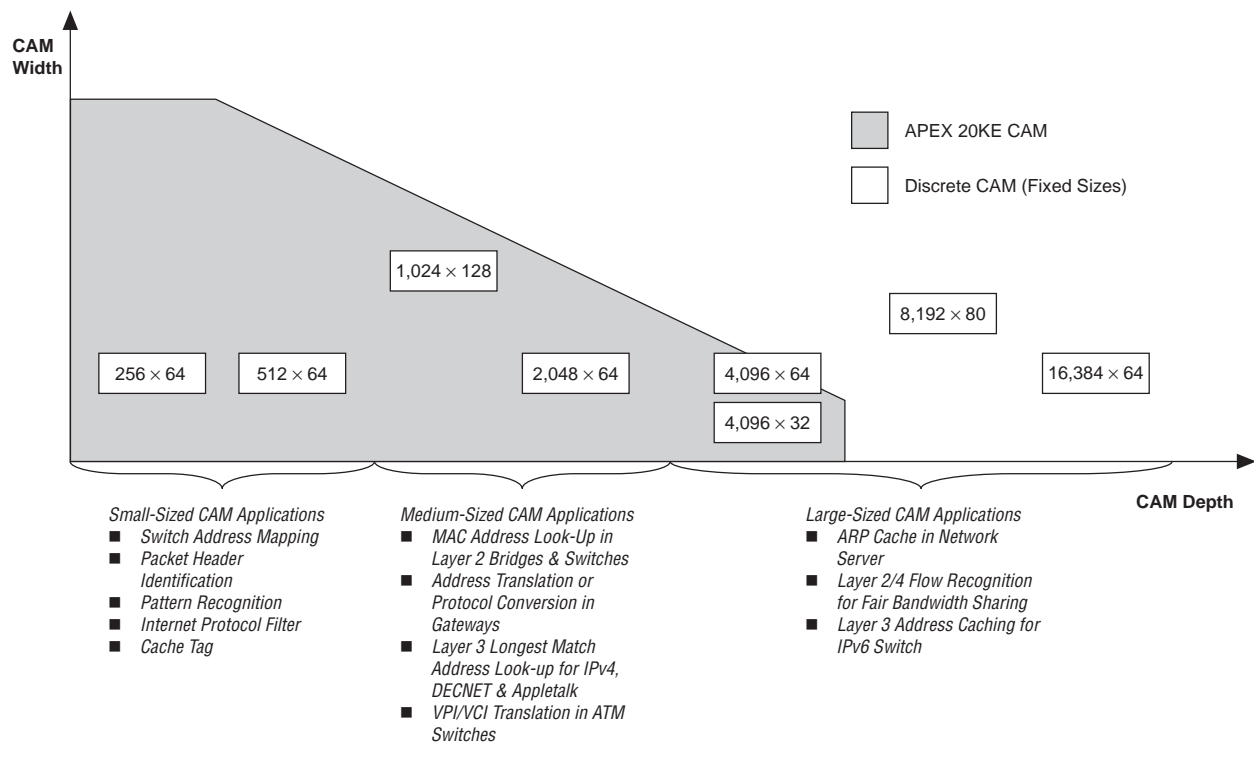 CAM
Width
APEX 20KE CAM
Discrete CAM (Fixed Sizes)
1,024 × 128
8,192 × 80
256 × 64
512 × 64
2,048 × 64
4,096 × 64
16,384 × 64
4,096 × 32
CAM Depth
Small-Sized CAM Applications
■ Switch Address Mapping
■ Packet Header
Identification
■ Pattern Recognition
■ Internet Protocol Filter
■ Cache Tag
Medium-Sized CAM Applications
■ MAC Address Look-Up in
Layer 2 Bridges & Switches
■ Address Translation or
Protocol Conversion in
Gateways
■ Layer 3 Longest Match
Address Look-up for IPv4,
DECNET & Appletalk
■ VPI/VCI Translation in ATM
Switches
Large-Sized CAM Applications
■ ARP Cache in Network
Server
■ Layer 2/4 Flow Recognition
for Fair Bandwidth Sharing
■ Layer 3 Address Caching for
IPv6 Switch